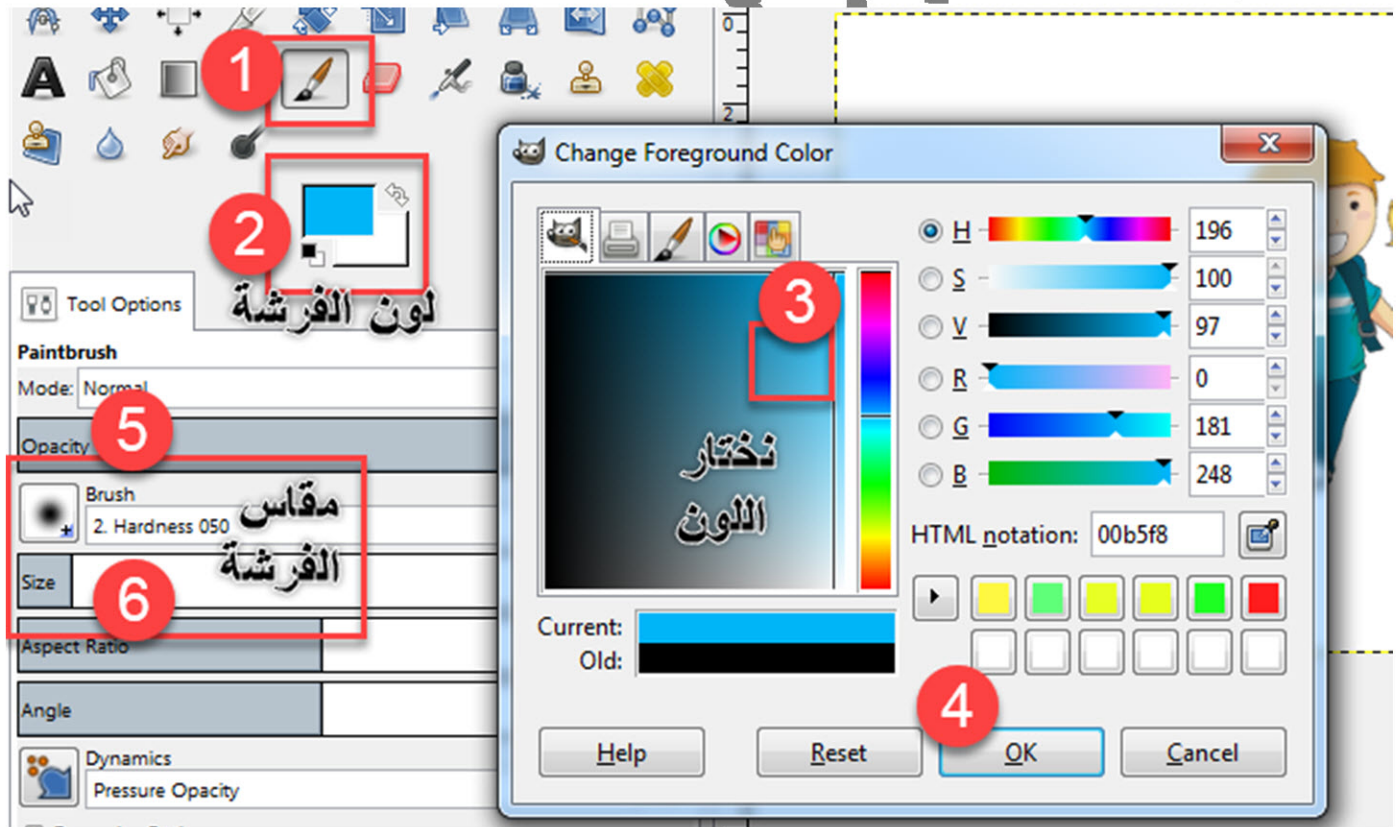 1
2
لون الفرشة
Tool Options
Paintbrush
Mode: Normal
5
Opacity
Brush
2. Hardness 050
مقاس
الفرشة
Size
6
Aspect Ratio
Angle
Dynamics
Pressure Opacity
0
2
Change Foreground Color
3
نختار
اللون
H 196
S 100
V 97
R 0
G 181
B 248
HTML notation: 00b5f8
Current:
Old:
4
Help
Reset
OK
Cancel